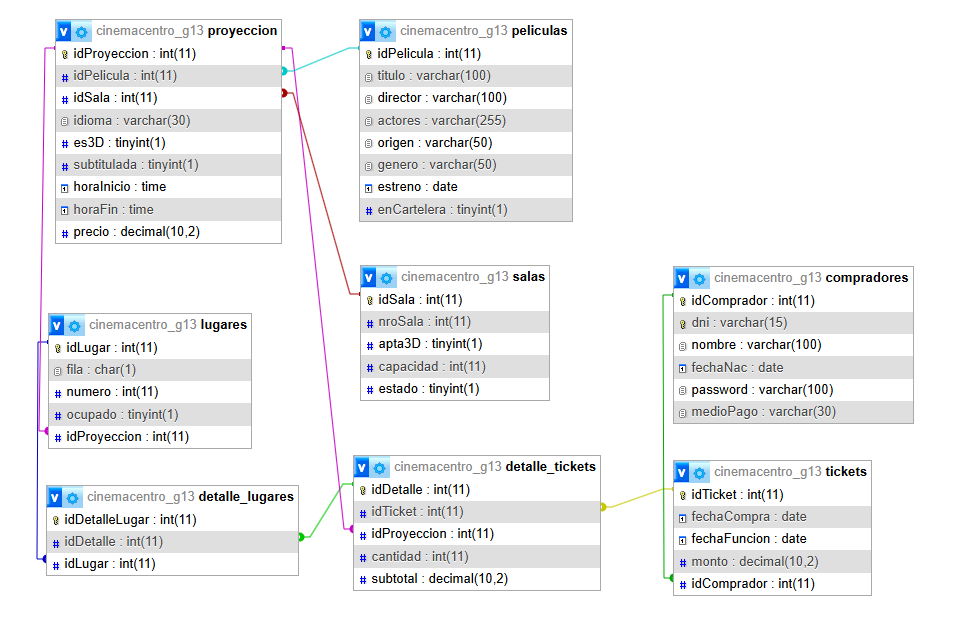 cinemacentro_g13 proyeccion
idProyeccion : int(11)
idPelicula : int(11)
idSala : int(11)
idioma : varchar(30)
es3D : tinyint(1)
subtitulada : tinyint(1)
horaInicio : time
horaFin : time
precio : decimal(10,2)
cinemacentro_g13 peliculas
idPelicula : int(11)
titulo : varchar(100)
director : varchar(100)
actores : varchar(255)
origen : varchar(50)
genero : varchar(50)
estreno : date
enCartelera : tinyint(1)
cinemacentro_g13 salas
idSala : int(11)
nroSala : int(11)
apta3D : tinyint(1)
capacidad : int(11)
estado : tinyint(1)
cinemacentro_g13 compradores
idComprador : int(11)
dni : varchar(15)
nombre : varchar(100)
fechaNac : date
password : varchar(100)
medioPago : varchar(30)
cinemacentro_g13 lugares
idLugar : int(11)
fila : char(1)
numero : int(11)
ocupado : tinyint(1)
idProyeccion : int(11)
cinemacentro_g13 detalle_lugares
idDetalleLugar : int(11)
idDetalle : int(11)
idLugar : int(11)
cinemacentro_g13 detalle_tickets
idDetalle : int(11)
idTicket : int(11)
idProyeccion : int(11)
cantidad : int(11)
subtotal : decimal(10,2)
cinemacentro_g13 tickets
idTicket : int(11)
fechaCompra : date
fechaFuncion : date
monto : decimal(10,2)
idComprador : int(11)